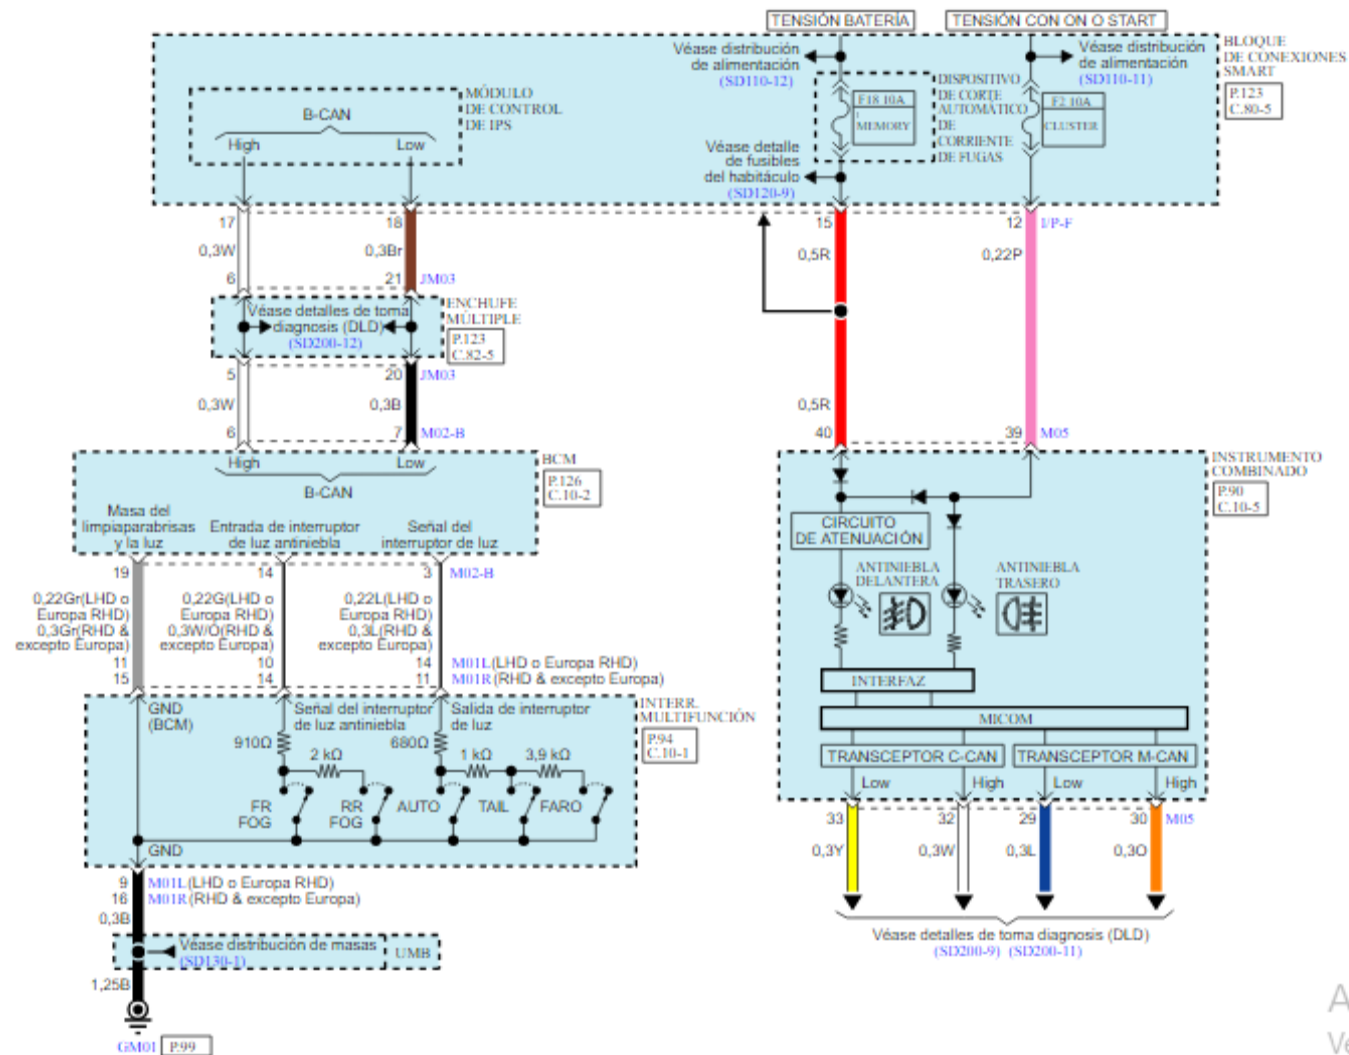 TENSIÓN BATERÍA
TENSIÓN CON ON O START
BLOQUE
DE CONEXIONES
SMART
P.123
C.80-5
Véase distribución
de alimentación
(SD110-12)
Véase distribución
de alimentación
(SD110-11)
MÓDULO
DE CONTROL
DE IPS
B-CAN
High
Low
F18 10A
MEMORY
DISPOSITIVO
DE CORTE
AUTOMÁTICO
DE
CORRIENTE
DE FUGAS
F2 10A
CLUSTER
Véase detalle
de fusibles
del habitáculo
(SD120-9)
17
18
15
12
I/P-F
0,3W
0,3Br
0,5R
0,22P
6
21
JM03
Véase detalles de toma
diagnosis (DLD)
(SD200-12)
ENCHUFE
MÚLTIPLE
P.123
C.82-5
5
20
JM03
0,3W
0,3B
0,5R
6
7
M02-B
40
39
M05
High
Low
B-CAN
BCM
P.126
C.10-2
Masa del
limpiaparabrisas
y la luz
Entrada de interruptor
de luz antiniebla
Señal del
interruptor de luz
INSTRUMENTO
COMBINADO
P.90
C.10-5
CIRCUITO
DE ATENUACIÓN
ANTINIEBLA
DELANTERA
ANTINIEBLA
TRASERO
19
14
3
M02-B
0,22Gr(LHD o
Europa RHD)
0,3Gr(RHD &
excepto Europa)
0,22G(LHD o
Europa RHD)
0,3W/O(RHD &
excepto Europa)
0,22L(LHD o
Europa RHD)
0,3L(RHD &
excepto Europa)
11
10
14
M01L(LHD o Europa RHD)
15
14
11
M01R(RHD & excepto Europa)
INTERFAZ
MICOM
TRANSCEPTOR C-CAN
TRANSCEPTOR M-CAN
Low
High
Low
High
GND
(BCM)
Señal del interruptor
de luz antiniebla
Salida de interruptor
de luz
INTERR.
MULTIFUNCIÓN
P.94
C.10-1
910Ω
2 kΩ
680Ω
1 kΩ
3,9 kΩ
FR
FOG
RR
FOG
AUTO
TAIL
FARO
GND
33
32
29
30
M05
0,3Y
0,3W
0,3L
0,3O
9
M01L(LHD o Europa RHD)
16
M01R(RHD & excepto Europa)
0,3B
Véase distribución de masas
(SD130-1)
UMB
1,25B
GM01
P.99
Véase detalles de toma diagnosis (DLD)
(SD200-9) (SD200-11)